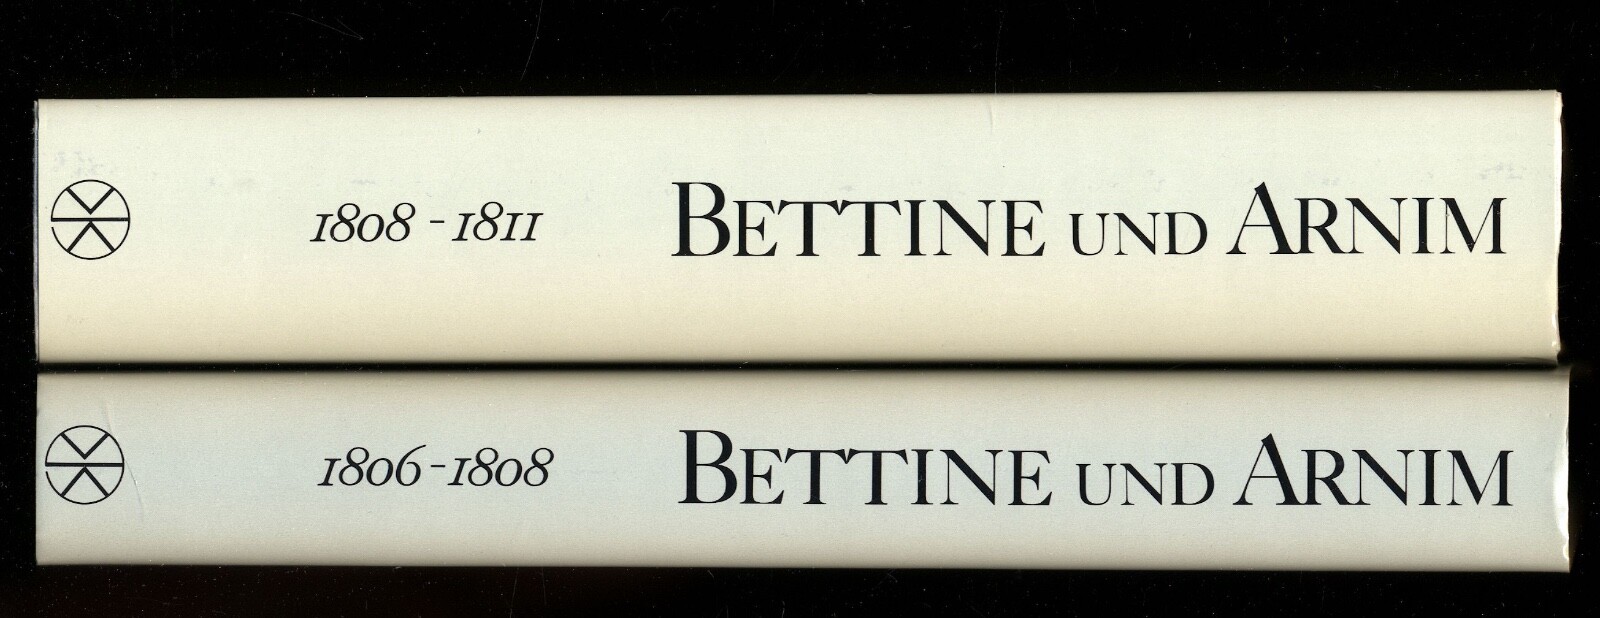 1808 - 1811 BETTINE UND ARNIM
1806-1808 BETTINE UND ARNIM